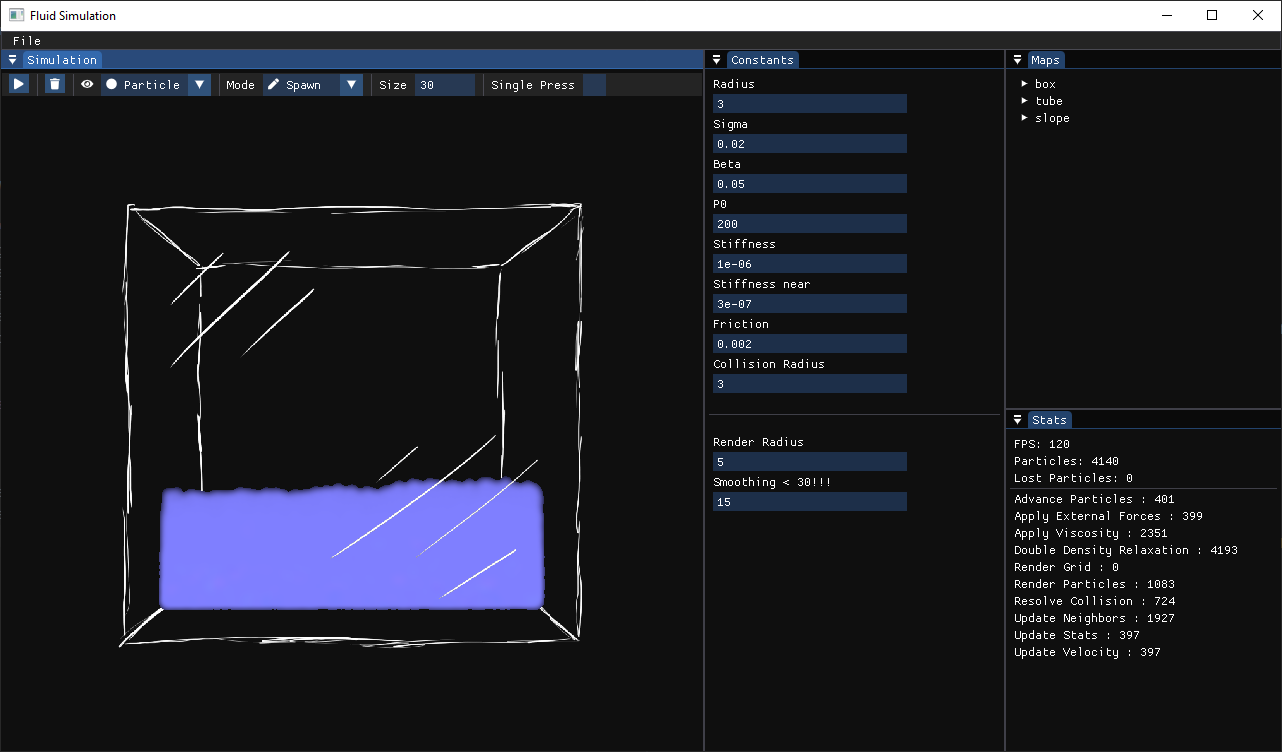 Fluid Simulation
File
Simulation
Particle
Mode
Spawn
Size
30
Single Press
Constants
Radius
3
Sigma
0.02
Beta
0.05
P0
200
Stiffness
1e-06
Stiffness near
3e-07
Friction
0.002
Collision Radius
3
Render Radius
5
Smoothing < 30!!!
15
Maps
box
tube
slope
Stats
FPS: 120
Particles: 4140
Lost Particles: 0
Advance Particles : 401
Apply External Forces : 399
Apply Viscosity : 2351
Double Density Relaxation : 4193
Render Grid : 0
Render Particles : 1083
Resolve Collision : 724
Update Neighbors : 1927
Update Stats : 397
Update Velocity : 397